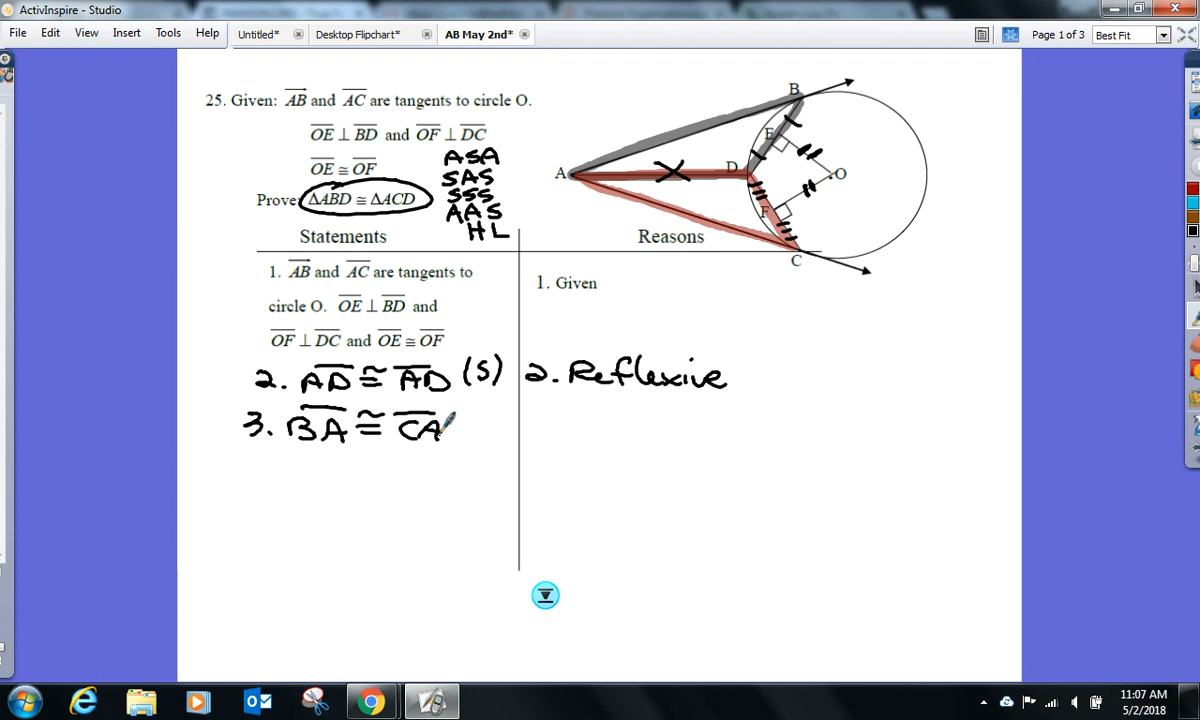 ActivInspire - Studio
File Edit View Insert Tools Help Untitled* Desktop Flipchart* AB May 2nd* Page 1 of 3 Best Fit
25. Given: AB and AC are tangents to circle O.
OE ⊥ BD and OF ⊥ DC
OE ≅ OF
Prove: ΔABD ≅ ΔACD
ASA
SAS
SSS
AAS
HL
A
B
E
D
O
F
C
Statements Reasons
1. AB and AC are tangents to
circle O. OE ⊥ BD and
OF ⊥ DC and OE ≅ OF
1. Given
2. AD ≅ AD (S) 2. Reflexive
3. BA ≅ CA
11:07 AM
5/2/2018